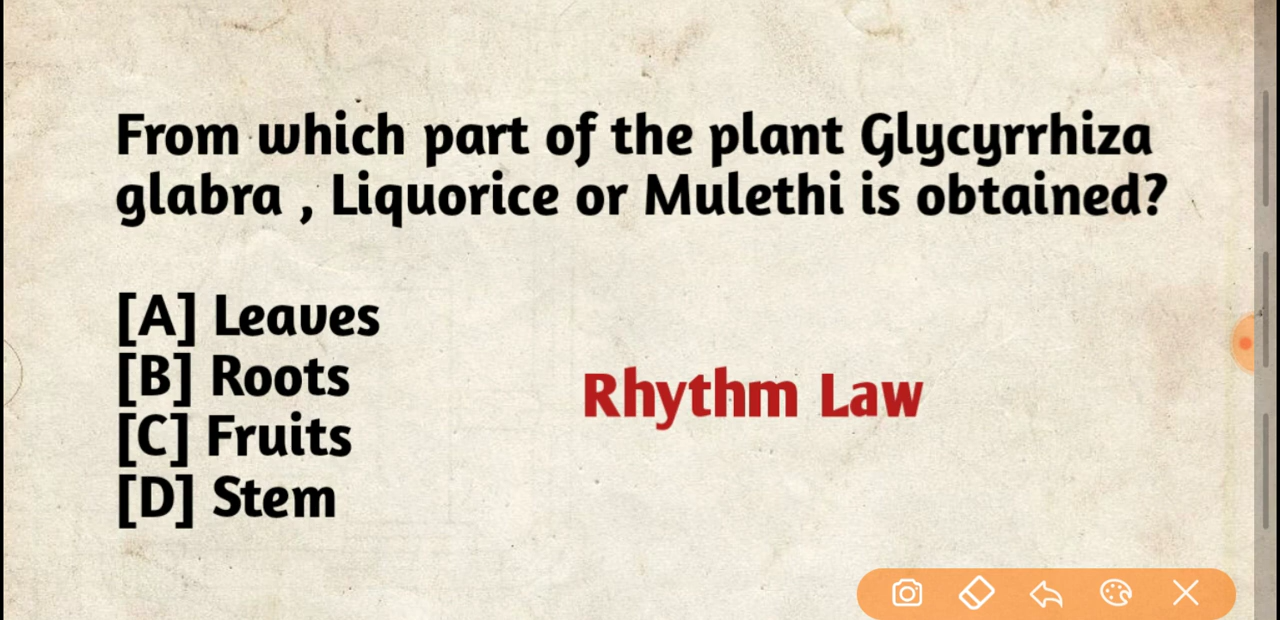 From which part of the plant Glycyrrhiza
glabra , Liquorice or Mulethi is obtained?
[A] Leaves
[B] Roots
[C] Fruits
[D] Stem
Rhythm Law